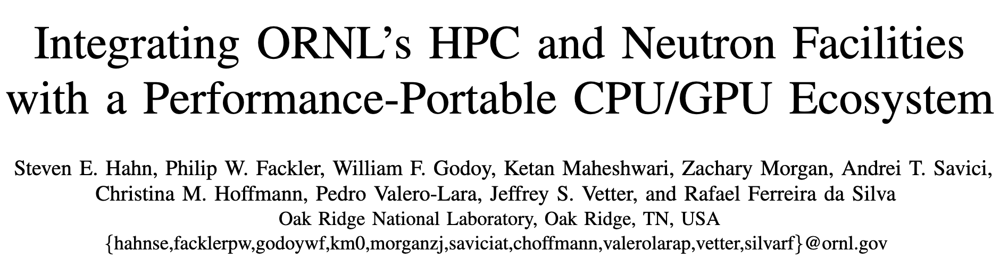 Integrating ORNL’s HPC and Neutron Facilities
with a Performance-Portable CPU/GPU Ecosystem
Steven E. Hahn, Philip W. Fackler, William F. Godoy, Ketan Maheshwari, Zachary Morgan, Andrei T. Savici,
Christina M. Hoffmann, Pedro Valero-Lara, Jeffrey S. Vetter, and Rafael Ferreira da Silva
Oak Ridge National Laboratory, Oak Ridge, TN, USA
{hahnse,facklerpw,godoywf,km0,morganzj,saviciat,choffmann,valerolarap,vetter,silvarf}@ornl.gov